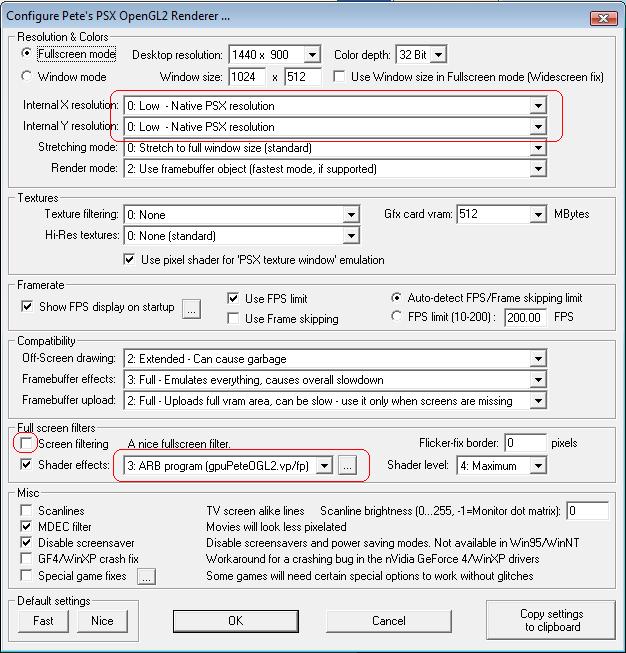 Configure Pete's PSX OpenGL2 Renderer ...
Resolution & Colors
Fullscreen mode Desktop resolution: 1440 x 900 Color depth: 32 Bit
Window mode Window size: 1024 x 512 Use Window size in Fullscreen mode (Widescreen fix)
Internal X resolution: 0: Low - Native PSX resolution
Internal Y resolution: 0: Low - Native PSX resolution
Stretching mode: 0: Stretch to full window size (standard)
Render mode: 2: Use framebuffer object (fastest mode, if supported)
Textures
Texture filtering: 0: None Gfx card vram: 512 MBytes
Hi-Res textures: 0: None (standard)
Use pixel shader for 'PSX texture window' emulation
Framerate
Show FPS display on startup ... Use FPS limit Auto-detect FPS/Frame skipping limit
Use Frame skipping FPS limit (10-200) : 200.00 FPS
Compatibility
Off-Screen drawing: 2: Extended - Can cause garbage
Framebuffer effects: 3: Full - Emulates everything, causes overall slowdown
Framebuffer upload: 2: Full - Uploads full vram area, can be slow - use it only when screens are missing
Full screen filters
Screen filtering A nice fullscreen filter. Flicker-fix border: 0 pixels
Shader effects: 3: ARB program (gpuPeteOGL2.vp/fp) ... Shader level: 4: Maximum
Misc
Scanlines TV screen alike lines Scanline brightness (0...255, -1=Monitor dot matrix): 0
MDEC filter Movies will look less pixelated
Disable screensaver Disable screensavers and power saving modes. Not available in Win95/WinNT
GF4/WinXP crash fix Workaround for a crashing bug in the nVidia GeForce 4/WinXP drivers
Special game fixes ... Some games will need certain special options to work without glitches
Default settings
Fast Nice OK Cancel Copy settings
to clipboard